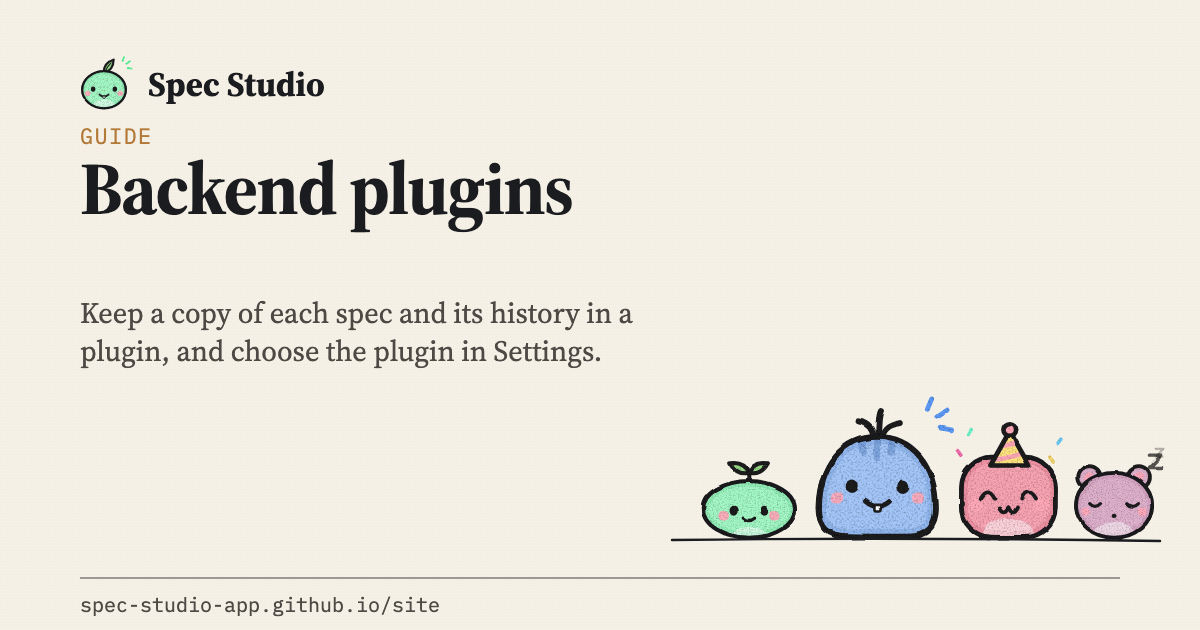 Spec Studio
GUIDE
Backend plugins
Keep a copy of each spec and its history in a
plugin, and choose the plugin in Settings.
z
z
spec-studio-app.github.io/site